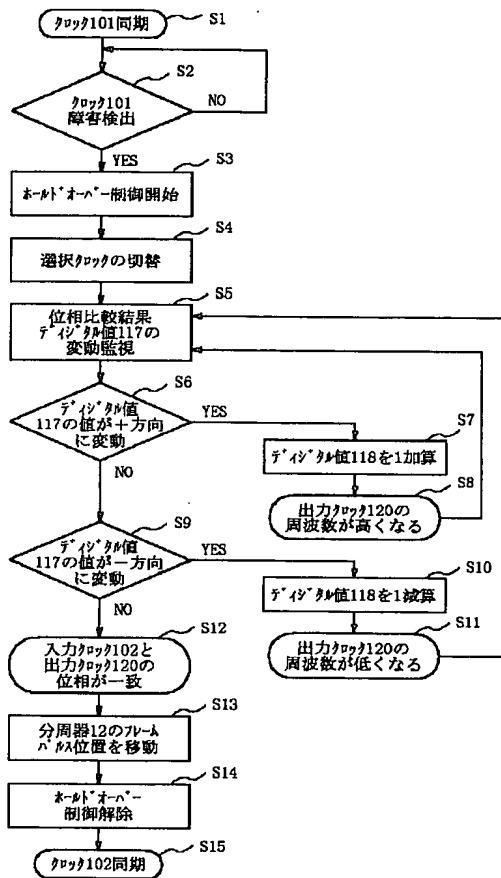 クロック101同期
S1
S2
クロック101
障害検出
NO
YES
S3
ホールドオーバー制御開始
S4
選択クロックの切替
S5
位相比較結果
ディジタル値117の
変動監視
S6
ディジタル値
117の値が+方向
に変動
YES
NO
S7
ディジタル値118を1加算
S8
出力クロック120の
周波数が高くなる
S9
ディジタル値
117の値が−方向
に変動
YES
NO
S10
ディジタル値118を1減算
S11
出力クロック120の
周波数が低くなる
S12
入力クロック102と
出力クロック120の
位相が一致
S13
分周器12のフレーム
パルス位置を移動
S14
ホールドオーバー
制御解除
S15
クロック102同期